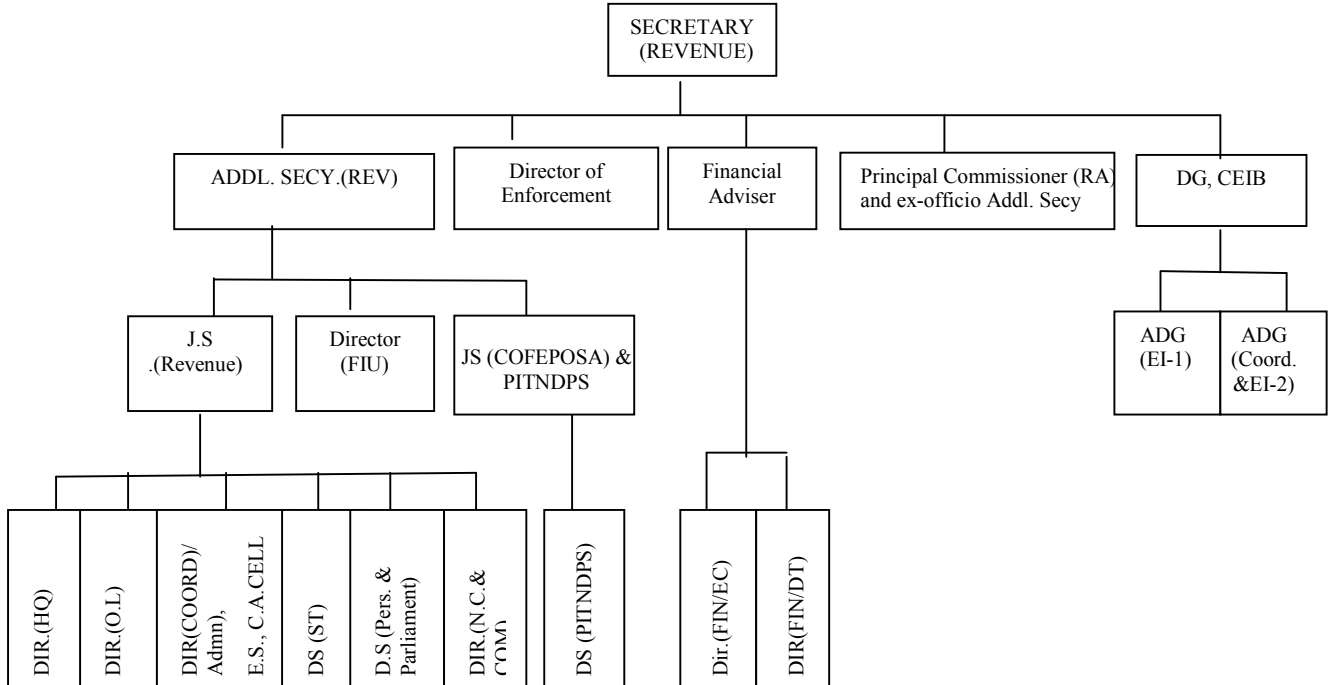 SECRETARY
(REVENUE)
ADDL. SECY.(REV)
Director of
Enforcement
Financial
Adviser
Principal Commissioner (RA)
and ex-officio Addl. Secy
DG, CEIB
J.S
.(Revenue)
Director
(FIU)
JS (COFEPOSA) &
PITNDPS
ADG
(EI-1)
ADG
(Coord.
&EI-2)
DIR.(HQ)
DIR.(O.L)
DIR(COORD)/
Admn),
E.S., C.A.CELL
DS (ST)
D.S (Pers. &
Parliament)
DIR.(N.C.&
COM)
DS (PITNDPS)
Dir.(FIN/EC)
DIR(FIN/DT)